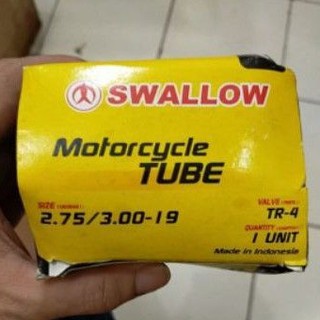 SWALLOW
Motorcycle
TUBE
SIZE
2.75/3.00-19
VALVE
TR-4
QUANTITY
1 UNIT
Made in Indonesia